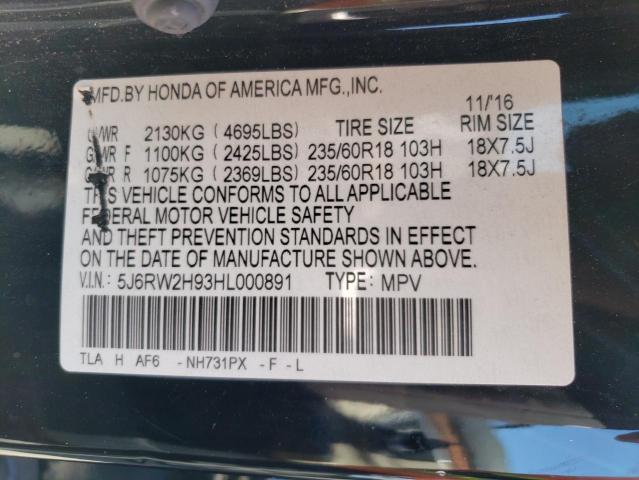 MFD.BY HONDA OF AMERICA MFG.,INC.
11/'16
GVWR 2130KG ( 4695LBS) TIRE SIZE RIM SIZE
GAWR F 1100KG ( 2425LBS) 235/60R18 103H 18X7.5J
GAWR R 1075KG ( 2369LBS) 235/60R18 103H 18X7.5J
THIS VEHICLE CONFORMS TO ALL APPLICABLE
FEDERAL MOTOR VEHICLE SAFETY
AND THEFT PREVENTION STANDARDS IN EFFECT
ON THE DATE OF MANUFACTURE SHOWN ABOVE.
V.I.N.: 5J6RW2H93HL000891 TYPE: MPV
TLA H AF6 -NH731PX -F -L